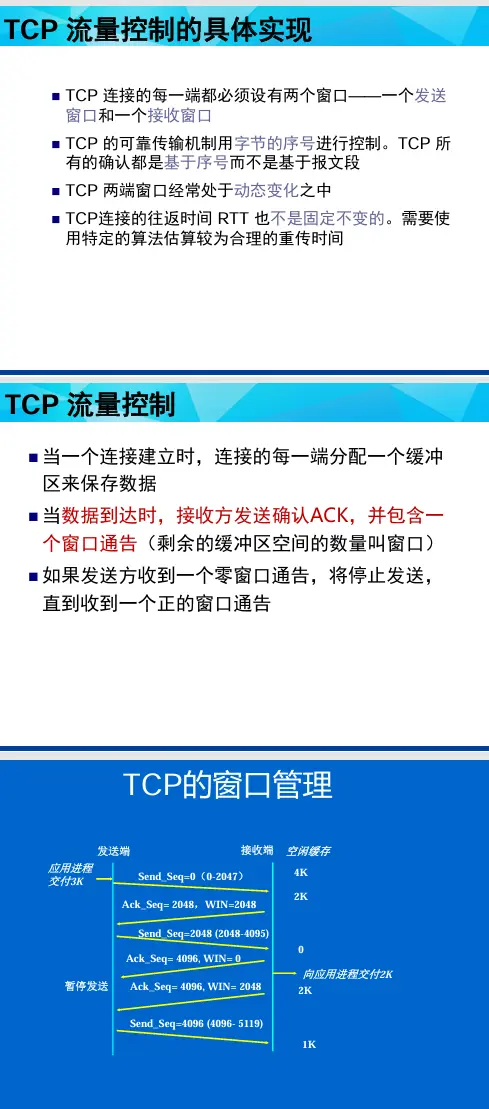 TCP 流量控制的具体实现
■ TCP 连接的每一端都必须设有两个窗口——一个发送
窗口和一个接收窗口
■ TCP 的可靠传输机制用字节的序号进行控制。TCP 所
有的确认都是基于序号而不是基于报文段
■ TCP 两端窗口经常处于动态变化之中
■ TCP连接的往返时间 RTT 也不是固定不变的。需要使
用特定的算法估算较为合理的重传时间
TCP 流量控制
■ 当一个连接建立时，连接的每一端分配一个缓冲
区来保存数据
■ 当数据到达时，接收方发送确认ACK，并包含一
个窗口通告（剩余的缓冲区空间的数量叫窗口）
■ 如果发送方收到一个零窗口通告，将停止发送，
直到收到一个正的窗口通告
TCP的窗口管理
发送端 接收端 空闲缓存
应用进程
交付3K
Send_Seq=0（0-2047） 4K
2K
Ack_Seq= 2048，WIN=2048
Send_Seq=2048 (2048-4095)
0
Ack_Seq= 4096, WIN= 0
向应用进程交付2K
暂停发送 Ack_Seq= 4096, WIN= 2048 2K
Send_Seq=4096 (4096- 5119)
1K